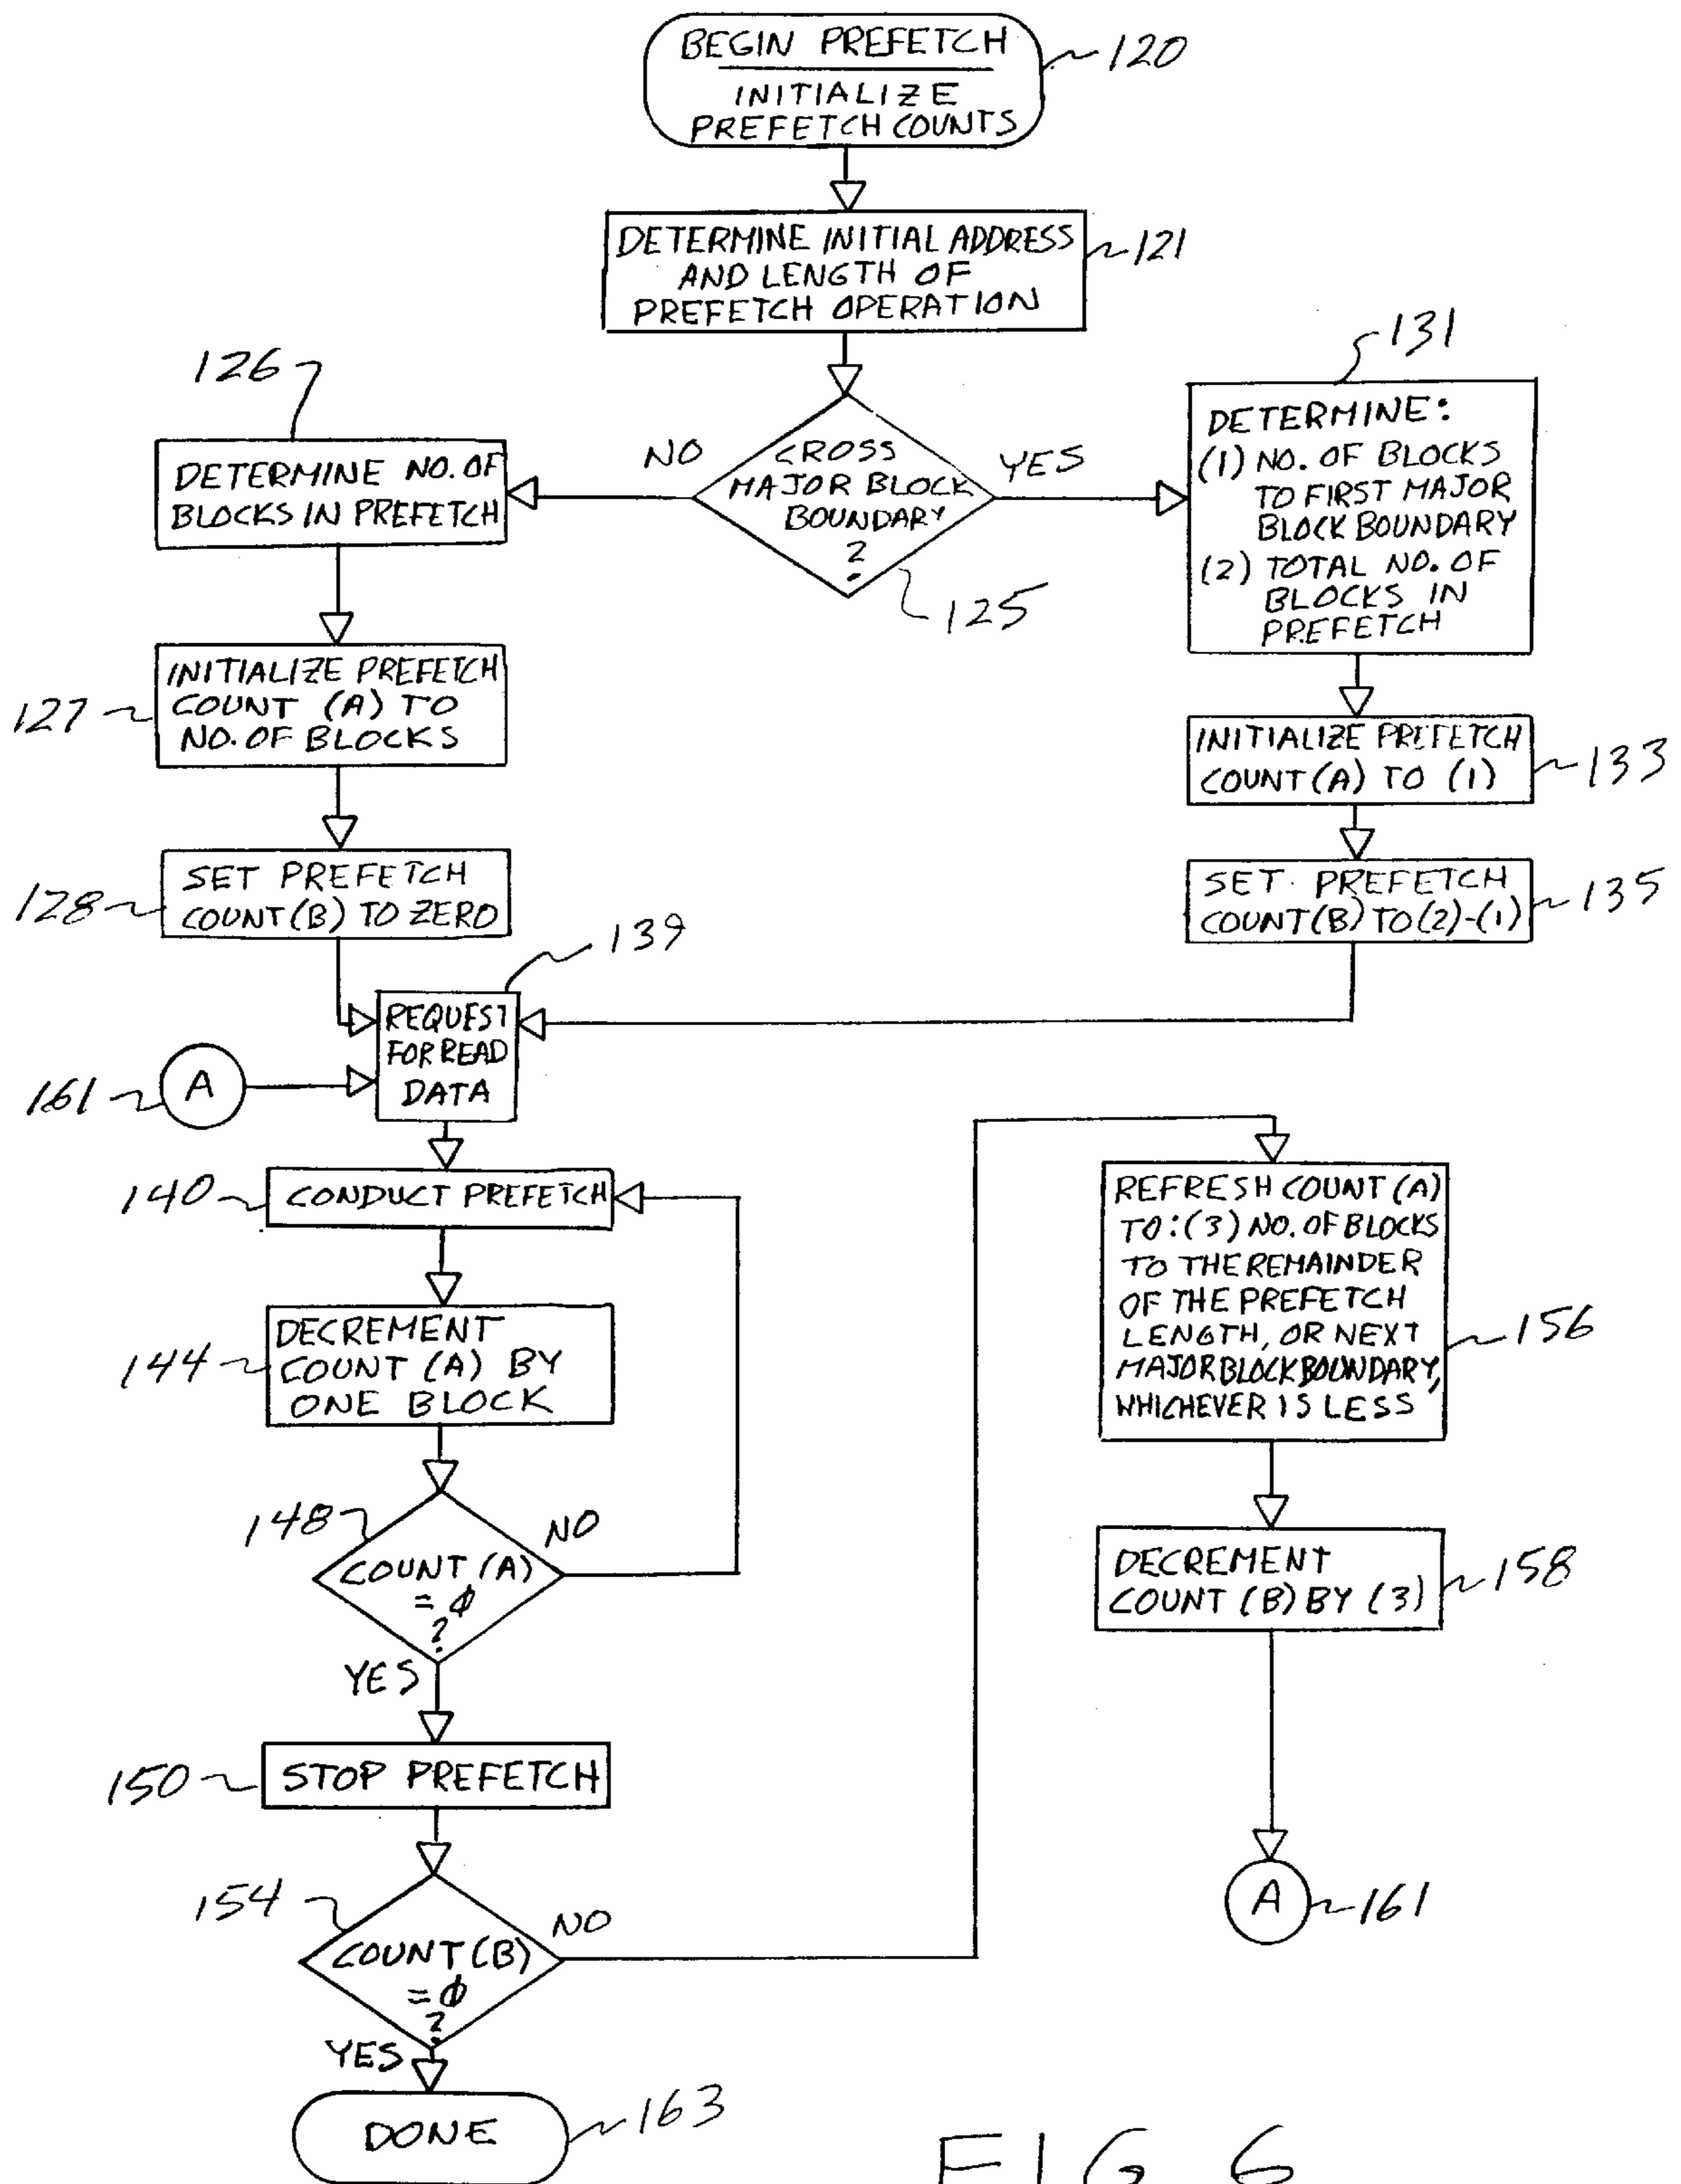 BEGIN PREFETCH
INITIALIZE
PREFETCH COUNTS
120
DETERMINE INITIAL ADDRESS
AND LENGTH OF
PREFETCH OPERATION
121
CROSS
MAJOR BLOCK
BOUNDARY
?
125
NO
YES
126
DETERMINE NO. OF
BLOCKS IN PREFETCH
131
DETERMINE:
(1) NO. OF BLOCKS
TO FIRST MAJOR
BLOCK BOUNDARY
(2) TOTAL NO. OF
BLOCKS IN
PREFETCH
127
INITIALIZE PREFETCH
COUNT (A) TO
NO. OF BLOCKS
INITIALIZE PREFETCH
COUNT (A) TO (1)
133
128
SET PREFETCH
COUNT (B) TO ZERO
SET PREFETCH
COUNT (B) TO (2)-(1)
135
139
REQUEST
FOR READ
DATA
161
A
140
CONDUCT PREFETCH
144
DECREMENT
COUNT (A) BY
ONE BLOCK
148
COUNT (A)
= φ
?
NO
YES
150
STOP PREFETCH
154
COUNT (B)
= φ
?
NO
YES
DONE
163
REFRESH COUNT (A)
TO: (3) NO. OF BLOCKS
TO THE REMAINDER
OF THE PREFETCH
LENGTH, OR NEXT
MAJOR BLOCK BOUNDARY,
WHICHEVER IS LESS
156
DECREMENT
COUNT (B) BY (3)
158
A
161
FIG. 6